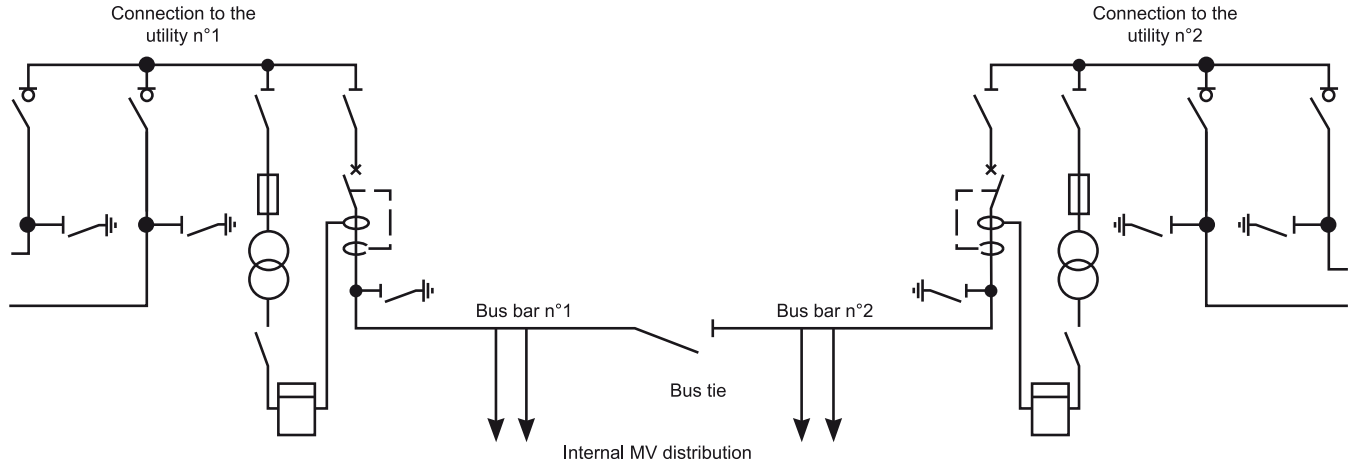 Connection to the
utility n°1
Connection to the
utility n°2
Bus bar n°1
Bus bar n°2
Bus tie
Internal MV distribution